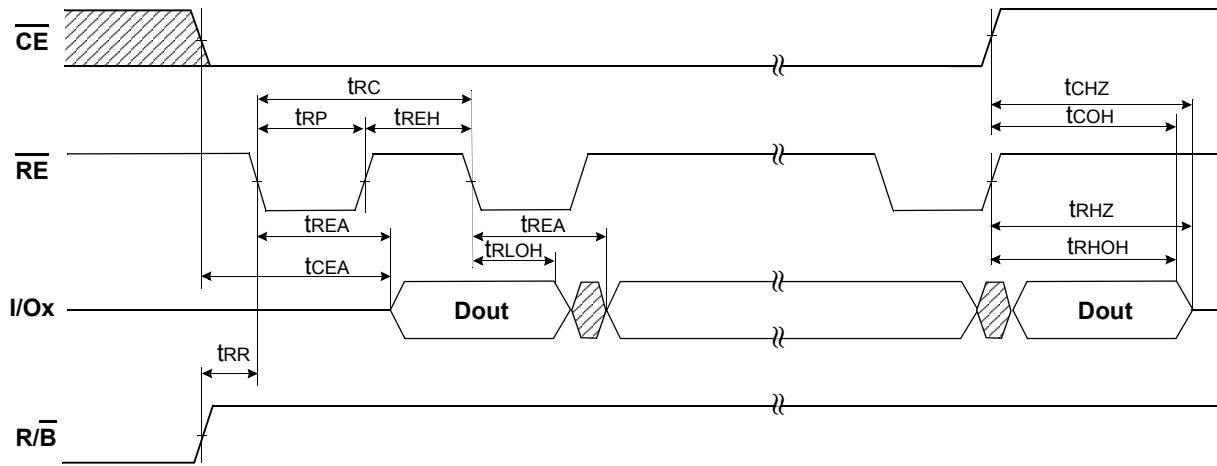 CE
tRC
tCHZ
tRP
tREH
tCOH
RE
tREA
tREA
tRHZ
tRLOH
tCEA
tRHOH
I/Ox
Dout
Dout
tRR
R/B